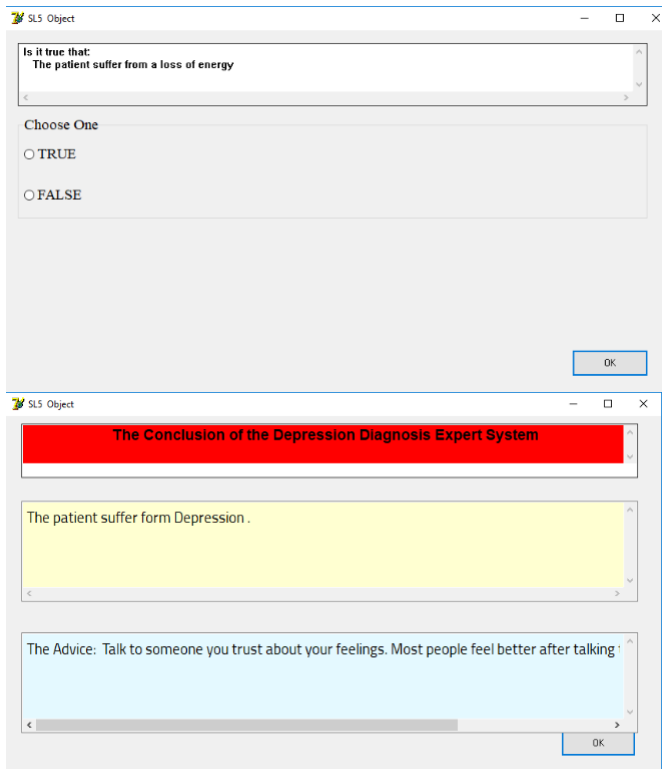 SL5 Object
Is it true that:
The patient suffer from a loss of energy
Choose One
TRUE
FALSE
OK
SL5 Object
The Conclusion of the Depression Diagnosis Expert System
The patient suffer form Depression .
The Advice: Talk to someone you trust about your feelings. Most people feel better after talking
OK